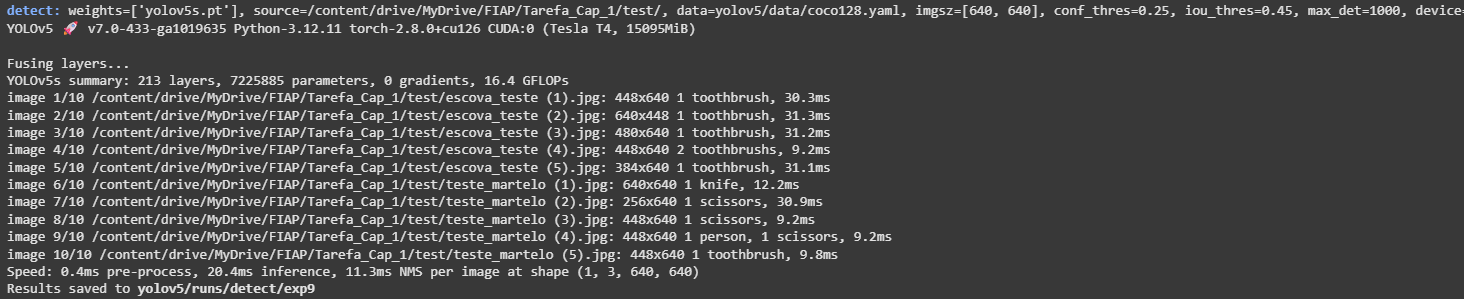 detect: weights=['yolov5s.pt'], source=/content/drive/MyDrive/FIAP/Tarefa_Cap_1/test/, data=yolov5/data/coco128.yaml, imgsz=[640, 640], conf_thres=0.25, iou_thres=0.45, max_det=1000, device=
YOLOv5 🚀 v7.0-433-ga1019635 Python-3.12.11 torch-2.8.0+cu126 CUDA:0 (Tesla T4, 15095MiB)
Fusing layers...
YOLOv5s summary: 213 layers, 7225885 parameters, 0 gradients, 16.4 GFLOPs
image 1/10 /content/drive/MyDrive/FIAP/Tarefa_Cap_1/test/escova_teste (1).jpg: 448x640 1 toothbrush, 30.3ms
image 2/10 /content/drive/MyDrive/FIAP/Tarefa_Cap_1/test/escova_teste (2).jpg: 640x448 1 toothbrush, 31.3ms
image 3/10 /content/drive/MyDrive/FIAP/Tarefa_Cap_1/test/escova_teste (3).jpg: 480x640 1 toothbrush, 31.2ms
image 4/10 /content/drive/MyDrive/FIAP/Tarefa_Cap_1/test/escova_teste (4).jpg: 448x640 2 toothbrushs, 9.2ms
image 5/10 /content/drive/MyDrive/FIAP/Tarefa_Cap_1/test/escova_teste (5).jpg: 384x640 1 toothbrush, 31.1ms
image 6/10 /content/drive/MyDrive/FIAP/Tarefa_Cap_1/test/teste_martelo (1).jpg: 640x640 1 knife, 12.2ms
image 7/10 /content/drive/MyDrive/FIAP/Tarefa_Cap_1/test/teste_martelo (2).jpg: 256x640 1 scissors, 30.9ms
image 8/10 /content/drive/MyDrive/FIAP/Tarefa_Cap_1/test/teste_martelo (3).jpg: 448x640 1 scissors, 9.2ms
image 9/10 /content/drive/MyDrive/FIAP/Tarefa_Cap_1/test/teste_martelo (4).jpg: 448x640 1 person, 1 scissors, 9.2ms
image 10/10 /content/drive/MyDrive/FIAP/Tarefa_Cap_1/test/teste_martelo (5).jpg: 448x640 1 toothbrush, 9.8ms
Speed: 0.4ms pre-process, 20.4ms inference, 11.3ms NMS per image at shape (1, 3, 640, 640)
Results saved to yolov5/runs/detect/exp9